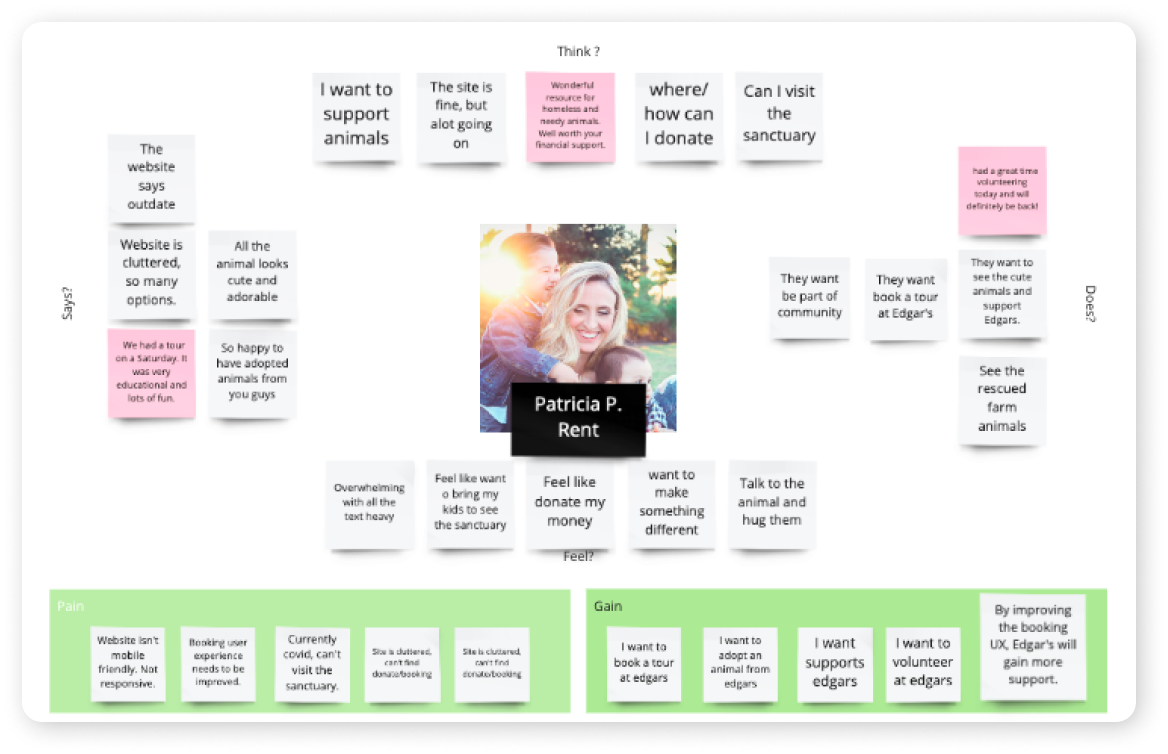 Think ?
I want to
support
animals
The site is
fine, but
alot going
on
Wonderful
resource for
homeless and
needy animals.
Well worth your
financial support.
where/
how can
I donate
Can I visit
the
sanctuary
Says?
The
website
says
outdate
Website is
cluttered,
so many
options.
All the
animal looks
cute and
adorable
We had a tour
on a Saturday. It
was very
educational and
lots of fun.
So happy to
have adopted
animals from
you guys
Patricia P.
Rent
had a great time
volunteering
today and will
definitely be back!
They want
be part of
community
They want
book a tour
at Edgar's
They want to
see the cute
animals and
support
Edgars.
See the
rescued
farm
animals
Does?
Overwhelming
with all the
text heavy
Feel like want
o bring my
kids to see
the sanctuary
Feel like
donate my
money
want to
make
something
different
Talk to the
animal and
hug them
Feel?
Pain
Website isn't
mobile
friendly. Not
responsive.
Booking user
experience
needs to be
improved.
Currently
covid, can't
visit the
sanctuary.
Site is cluttered,
can't find
donate/booking
Site is cluttered,
can't find
donate/booking
Gain
I want to
book a tour
at edgars
I want to
adopt an
animal from
edgars
I want
supports
edgars
I want to
volunteer
at edgars
By improving
the booking
UX, Edgar's will
gain more
support.